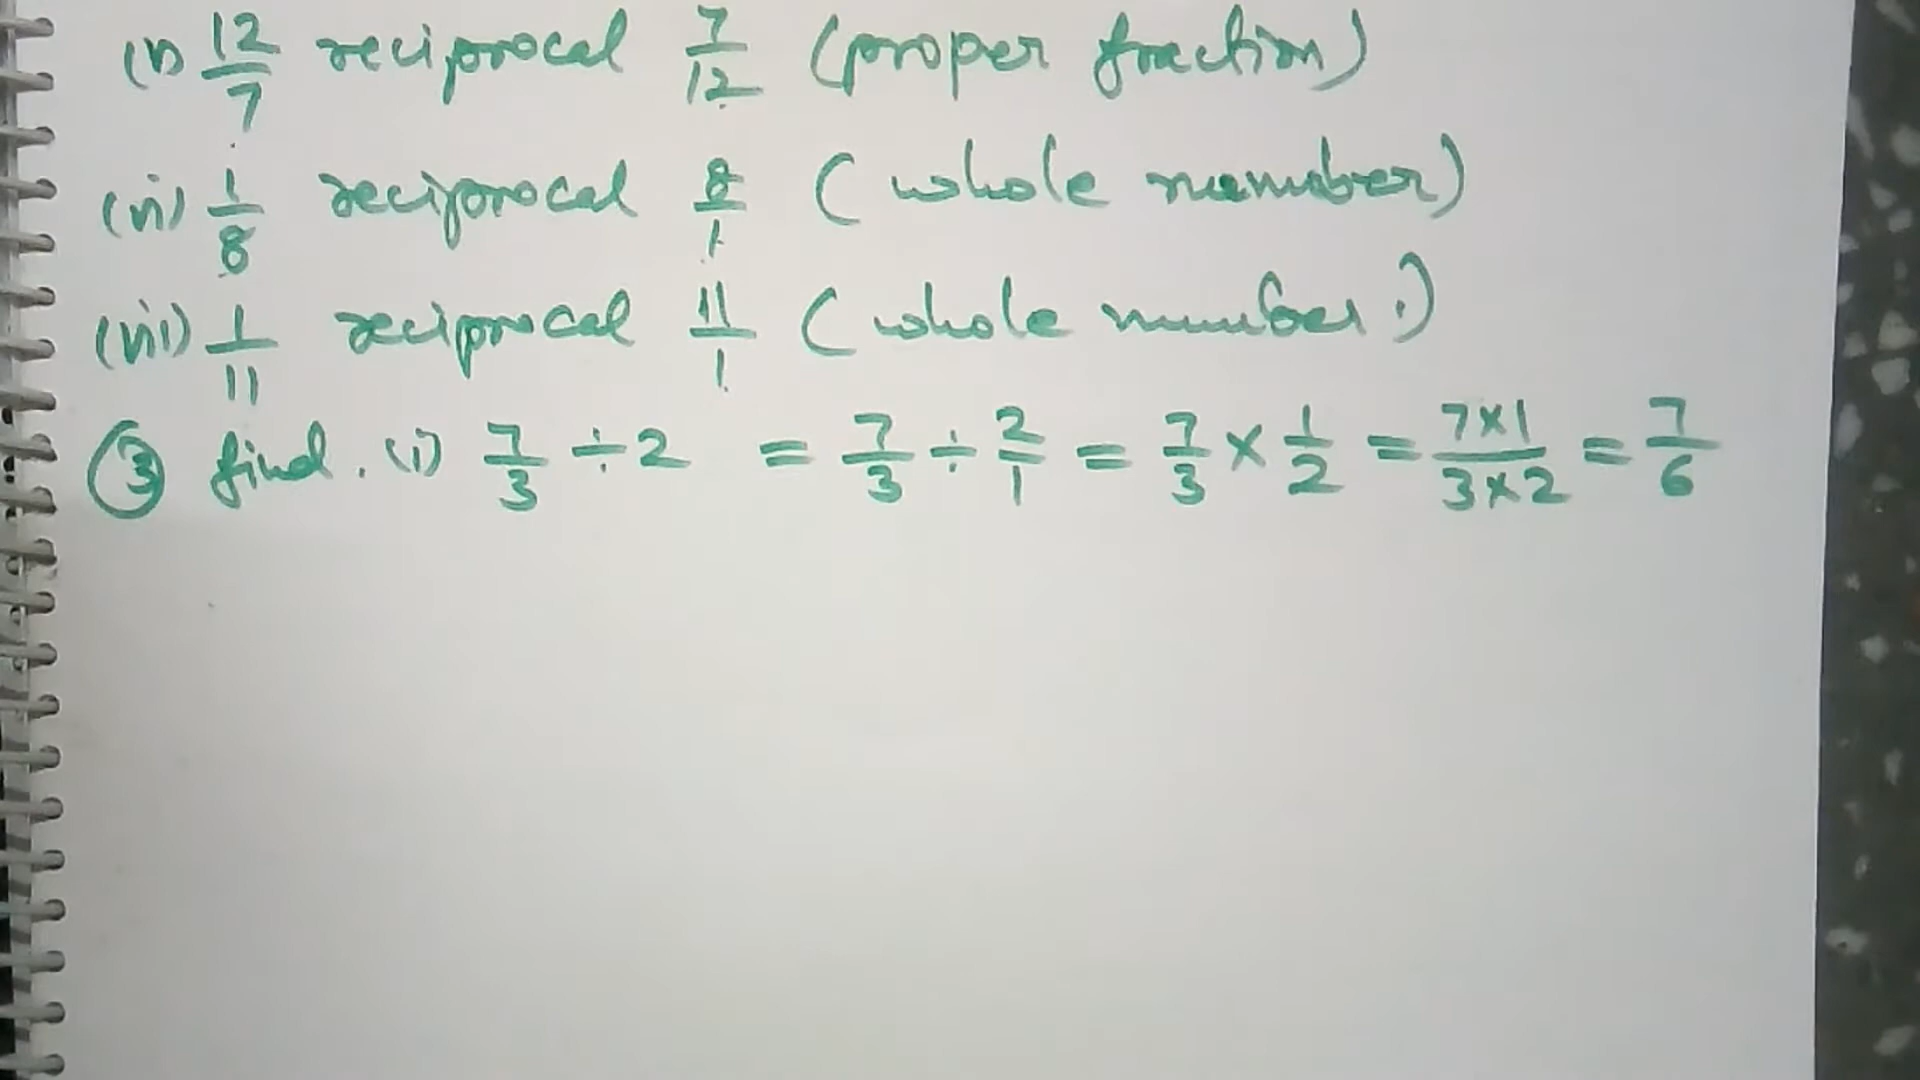 (v) 12/7 reciprocal 7/12 (proper fraction)
(vi) 1/8 reciprocal 8/1 (whole number)
(vii) 1/11 reciprocal 11/1 (whole number.)
③ find. (i) 7/3 ÷ 2 = 7/3 ÷ 2/1 = 7/3 × 1/2 = 7×1/3×2 = 7/6